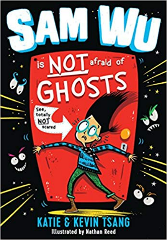 SAM WU
is NOT afraid of
GHOSTS
See,
totally
NOT
scared
KATIE & KEVIN TSANG
Illustrated by Nathan Reed